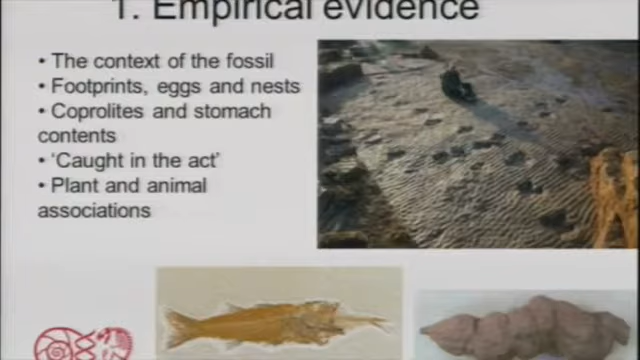 1. Empirical evidence
• The context of the fossil
• Footprints, eggs and nests
• Coprolites and stomach
contents
• 'Caught in the act'
• Plant and animal
associations